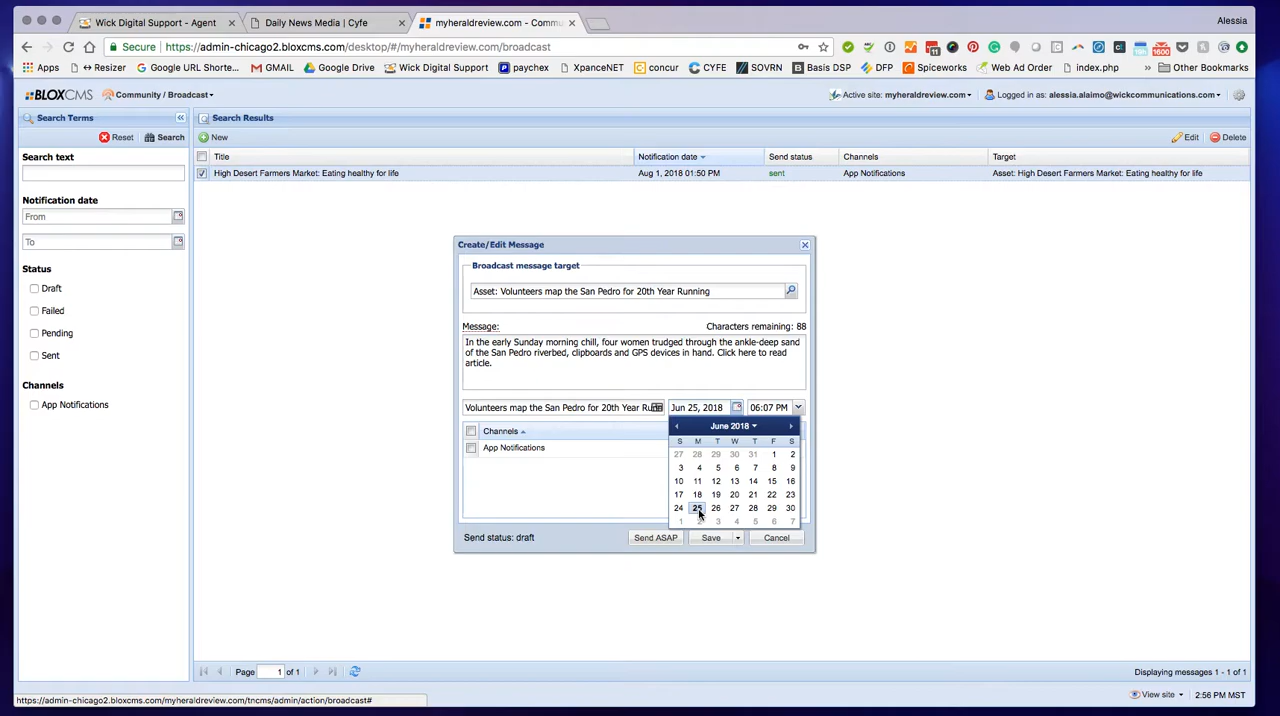 Wick Digital Support - Agent
Daily News Media | Cyfe
myheraldreview.com - Commu
Alessia
Secure
https://admin-chicago2.bloxcms.com/desktop/#/myheraldreview.com/broadcast
Apps
Resizer
Google URL Shorte...
GMAIL
Google Drive
Wick Digital Support
paychex
XpanceNET
concur
CYFE
SOVRN
Basis DSP
DFP
Spiceworks
Web Ad Order
index.php
»
Other Bookmarks
BLOXCMS
Community / Broadcast
Active site: myheraldreview.com
Logged in as: alessia.alaimo@wickcommunications.com
Search Terms
Search Results
Reset
Search
New
Edit
Delete
Search text
Title
Notification date
Send status
Channels
Target
High Desert Farmers Market: Eating healthy for life
Aug 1, 2018 01:50 PM
sent
App Notifications
Asset: High Desert Farmers Market: Eating healthy for life
Notification date
From
To
Status
Draft
Failed
Pending
Sent
Channels
App Notifications
Create/Edit Message
Broadcast message target
Asset: Volunteers map the San Pedro for 20th Year Running
Message:
Characters remaining: 88
In the early Sunday morning chill, four women trudged through the ankle-deep sand
of the San Pedro riverbed, clipboards and GPS devices in hand. Click here to read
article.
Volunteers map the San Pedro for 20th Year Ru
Jun 25, 2018
06:07 PM
June 2018
Channels
S M T W T F S
App Notifications
27 28 29 30 31 1 2
3 4 5 6 7 8 9
10 11 12 13 14 15 16
17 18 19 20 21 22 23
24 25 26 27 28 29 30
1 2 3 4 5 6 7
Send status: draft
Send ASAP
Save
Cancel
Page
1
of 1
Displaying messages 1 - 1 of 1
https://admin-chicago2.bloxcms.com/myheraldreview.com/tncms/admin/action/broadcast#
View site
2:56 PM MST